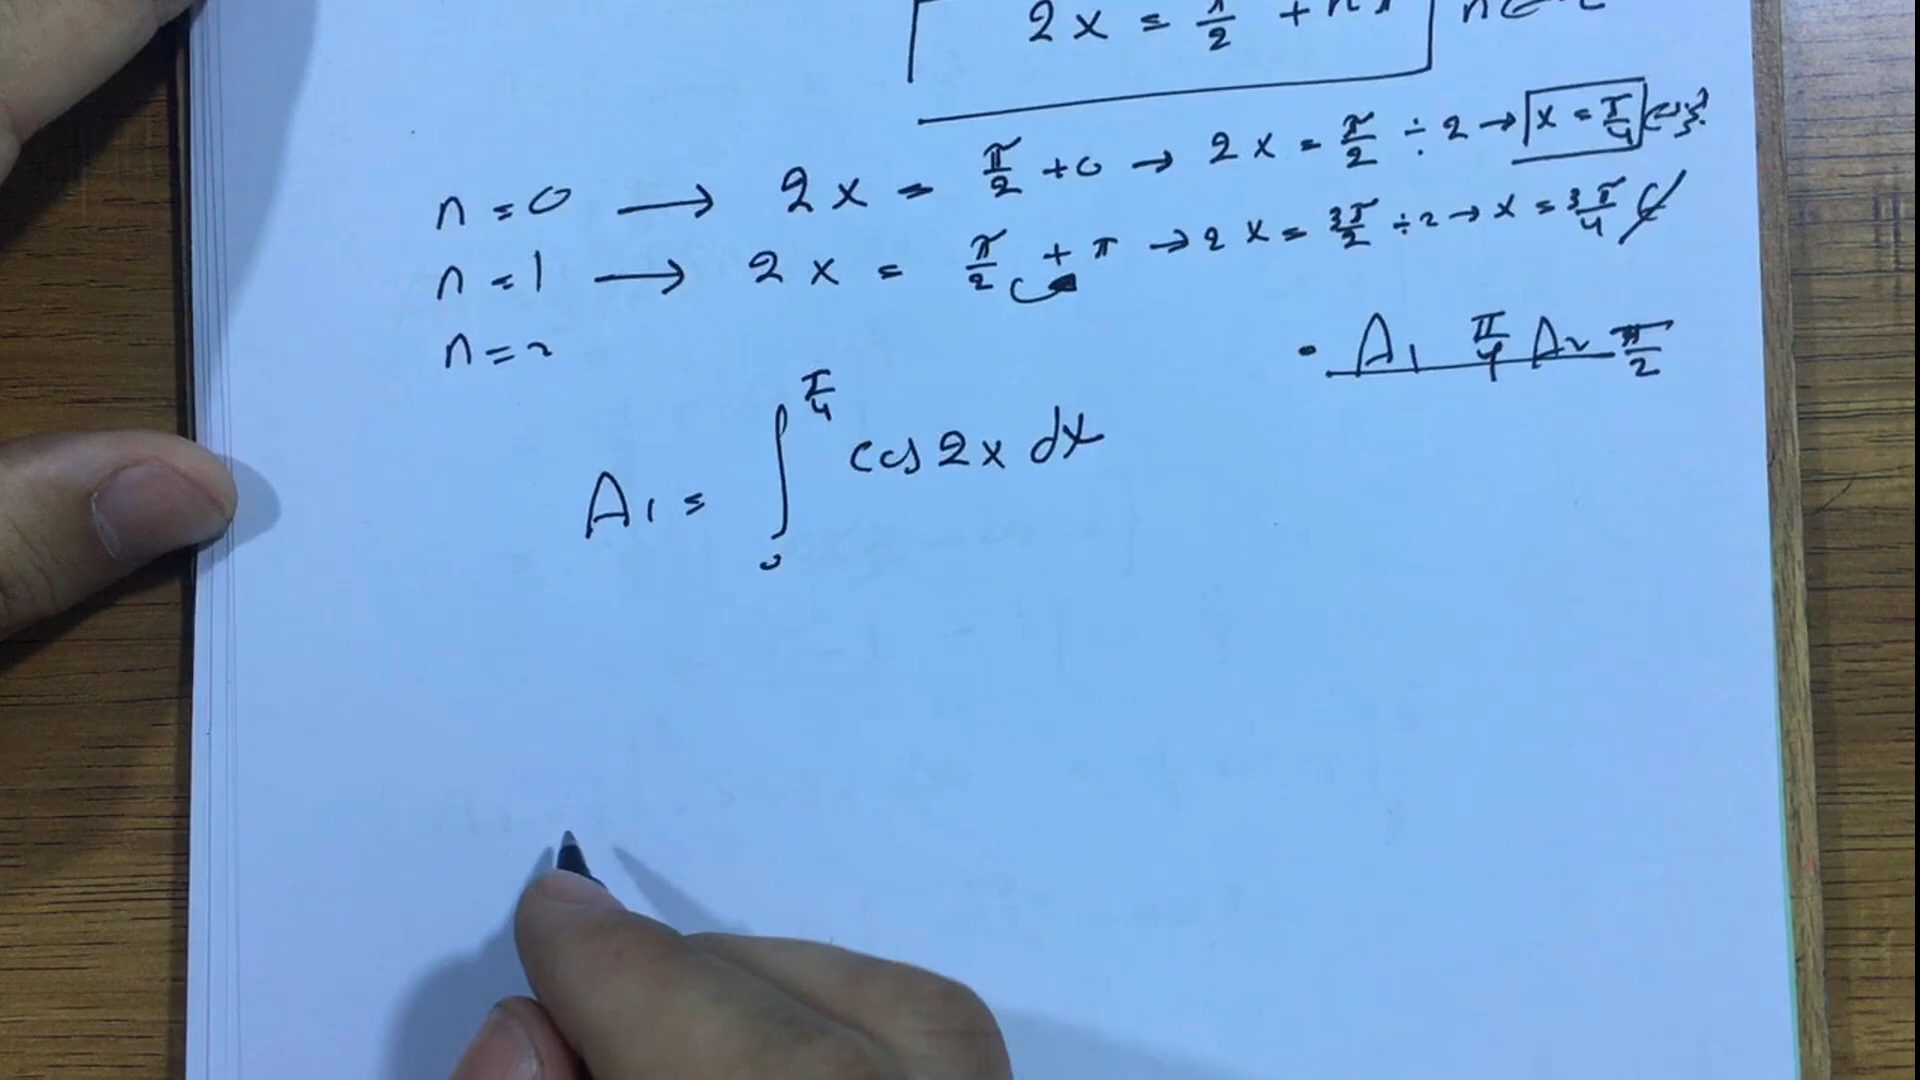 2x = π/2 + nπ n∈
n=0 → 2x = π/2 + 0 → 2x = π/2 ÷ 2 → x = π/4 ∈
n=1 → 2x = π/2 + π → 2x = 3π/2 ÷ 2 → x = 3π/4 ∉
n=2
0 A1 π/4 A2 π/2
A1 = ∫₀^(π/4) cos 2x dx